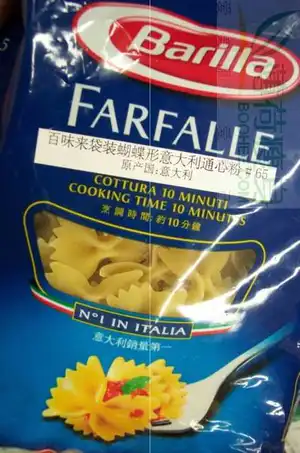 Barilla
FARFALLE
百味来袋装蝴蝶形意大利通心粉#65
原产国:意大利
COTTURA 10 MINUTI
COOKING TIME 10 MINUTES
烹調時間:約10分鐘
Nº1 IN ITALIA
意大利銷量第一